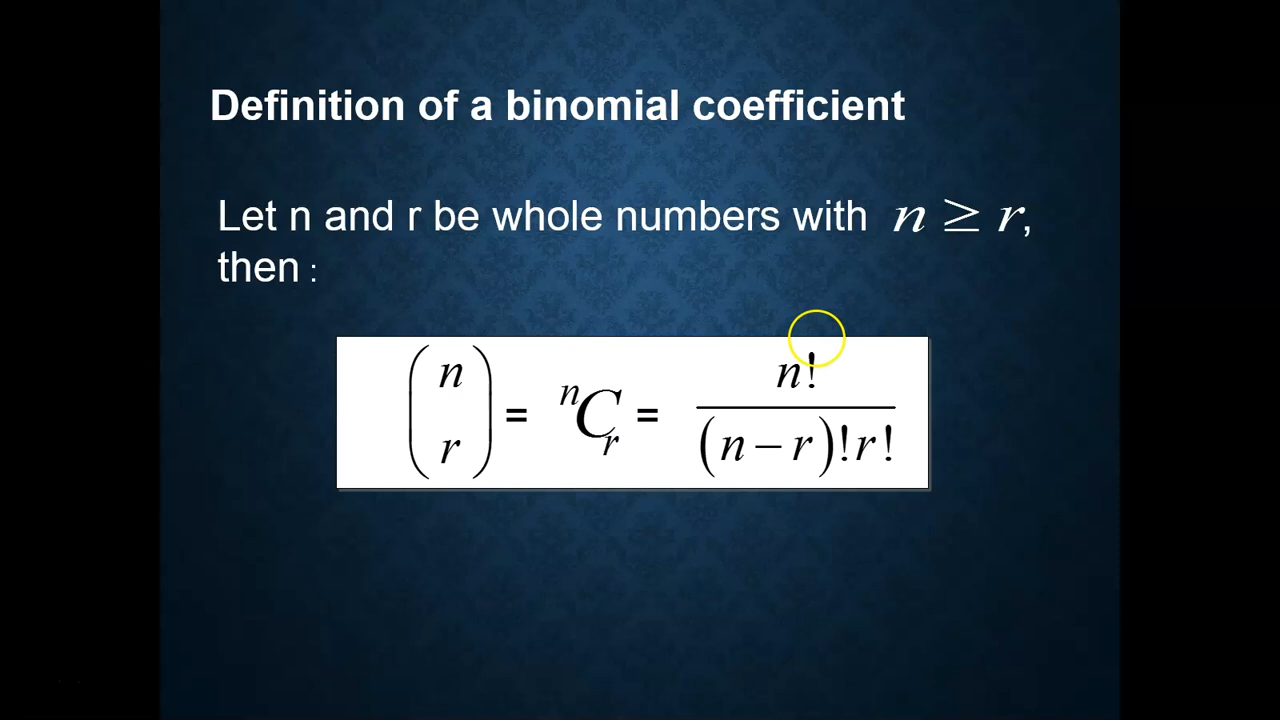 Definition of a binomial coefficient
Let n and r be whole numbers with n ≥ r,
then :
(n r) = ⁿCᵣ = n! / (n − r)!r!